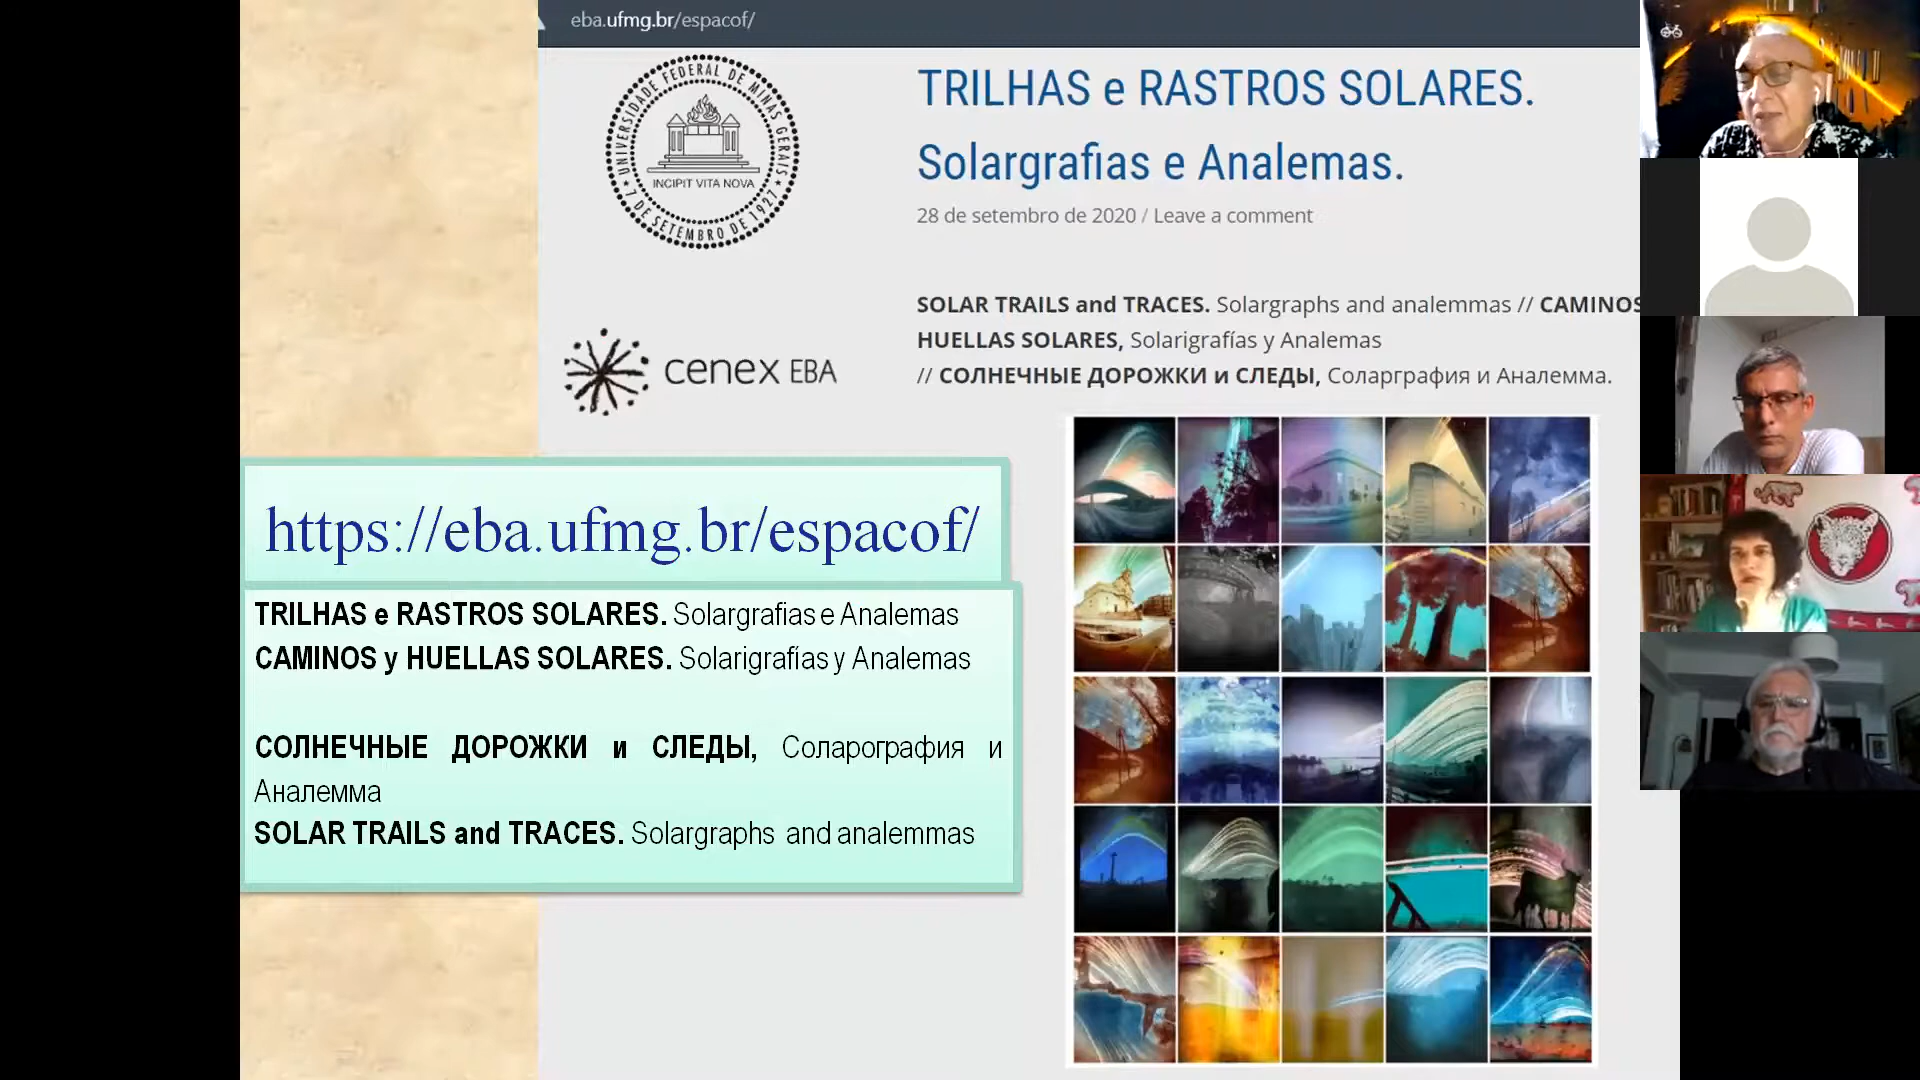 eba.ufmg.br/espacof/
UNIVERSIDADE FEDERAL DE MINAS GERAIS
INCIPIT VITA NOVA
7 DE SETEMBRO DE 1927
TRILHAS e RASTROS SOLARES.
Solargrafias e Analemas.
28 de setembro de 2020 / Leave a comment
SOLAR TRAILS and TRACES. Solargraphs and analemmas // CAMINOS
HUELLAS SOLARES, Solarigrafías y Analemas
// СОЛНЕЧНЫЕ ДОРОЖКИ и СЛЕДЫ, Соларграфия и Аналемма.
cenex EBA
https://eba.ufmg.br/espacof/
TRILHAS e RASTROS SOLARES. Solargrafias e Analemas
CAMINOS y HUELLAS SOLARES. Solarigrafías y Analemas
СОЛНЕЧНЫЕ ДОРОЖКИ и СЛЕДЫ, Соларография и
Аналемма
SOLAR TRAILS and TRACES. Solargraphs and analemmas